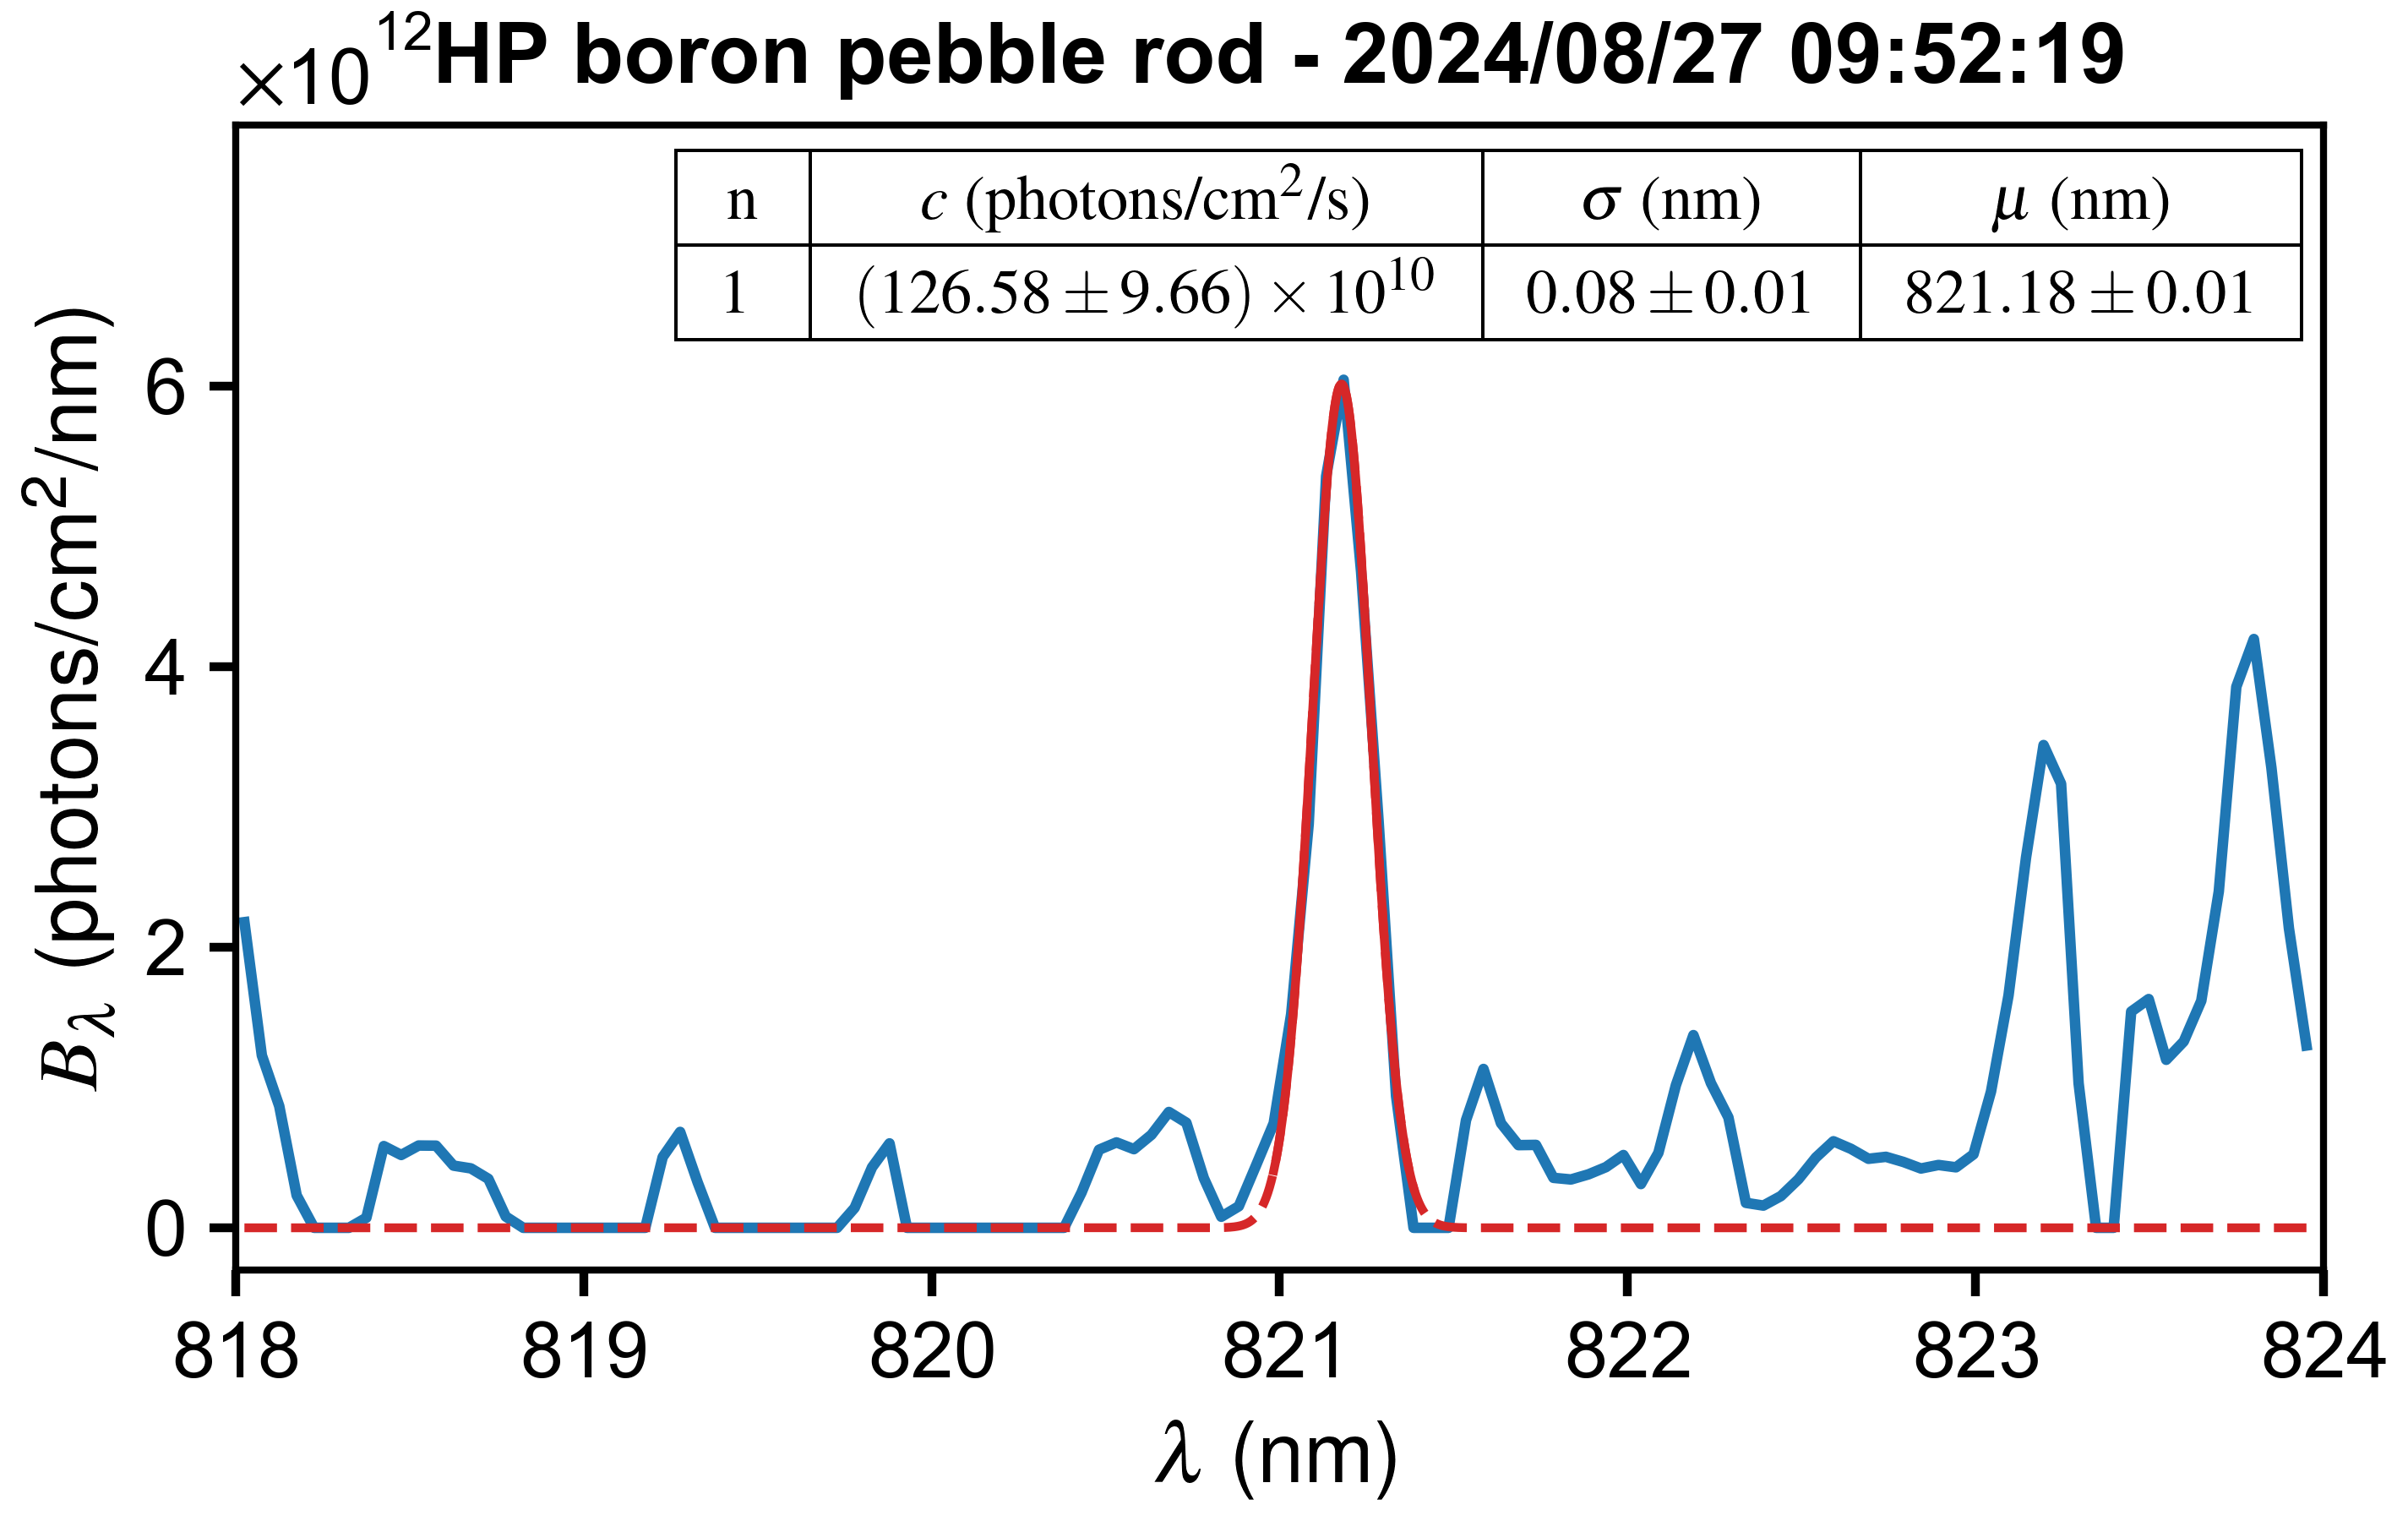 ×10¹²HP boron pebble rod - 2024/08/27 09:52:19
n c (photons/cm²/s) σ (nm) μ (nm)
1 (126.58 ± 9.66) × 10¹⁰ 0.08 ± 0.01 821.18 ± 0.01
B_λ (photons/cm²/nm)
6
4
2
0
818 819 820 821 822 823 824
λ (nm)